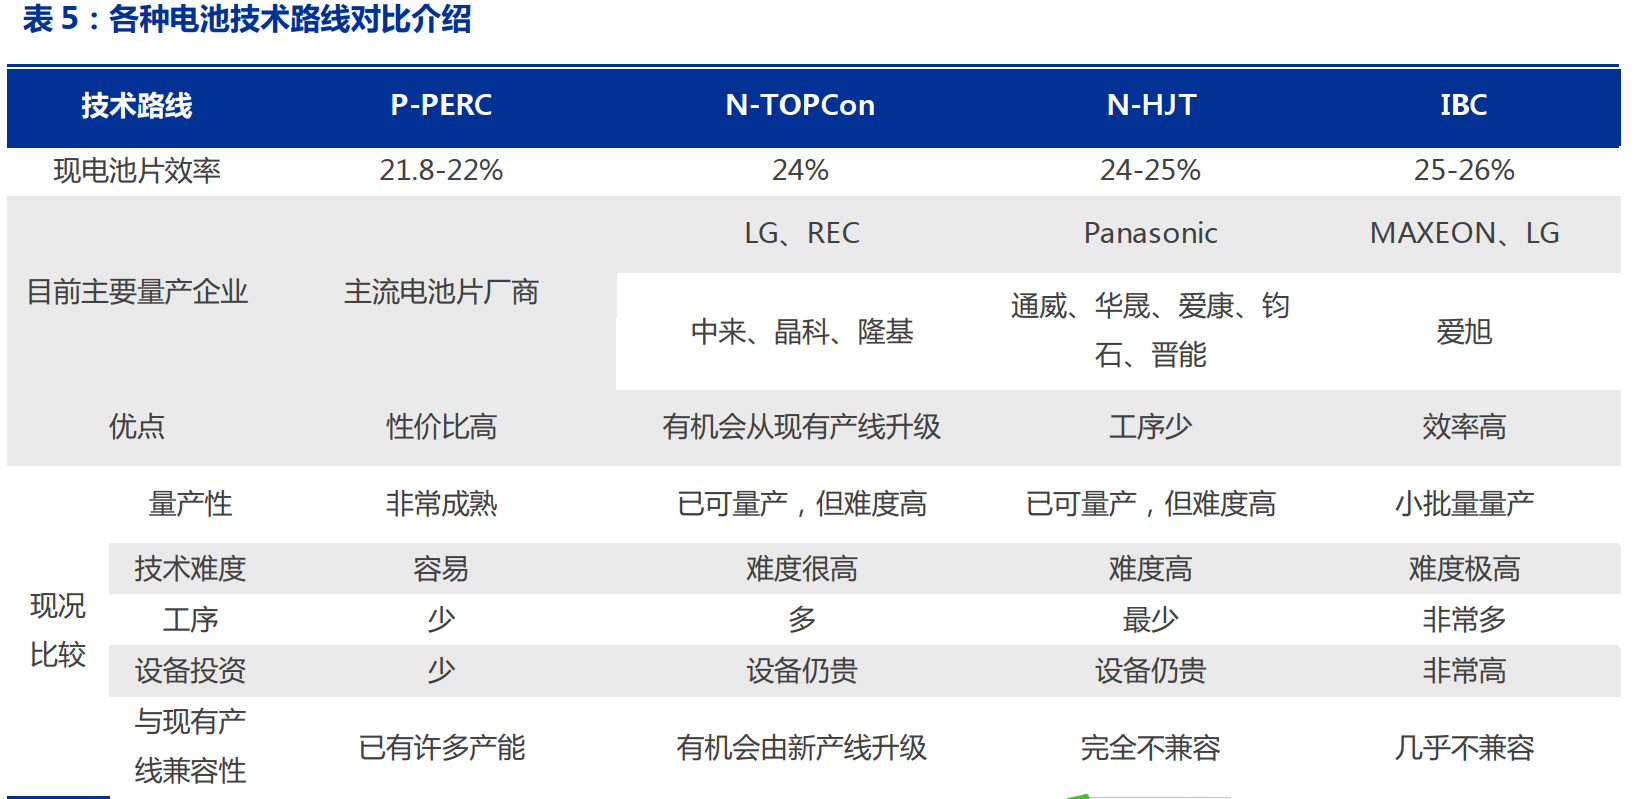 表 5：各种电池技术路线对比介绍
技术路线 P-PERC N-TOPCon N-HJT IBC
现电池片效率 21.8-22% 24% 24-25% 25-26%
LG、REC Panasonic MAXEON、LG
目前主要量产企业 主流电池片厂商
中来、晶科、隆基 通威、华晟、爱康、钧 爱旭
石、晋能
优点 性价比高 有机会从现有产线升级 工序少 效率高
量产性 非常成熟 已可量产，但难度高 已可量产，但难度高 小批量量产
技术难度 容易 难度很高 难度高 难度极高
现况 工序 少 多 最少 非常多
比较 设备投资 少 设备仍贵 设备仍贵 非常高
与现有产
线兼容性 已有许多产能 有机会由新产线升级 完全不兼容 几乎不兼容